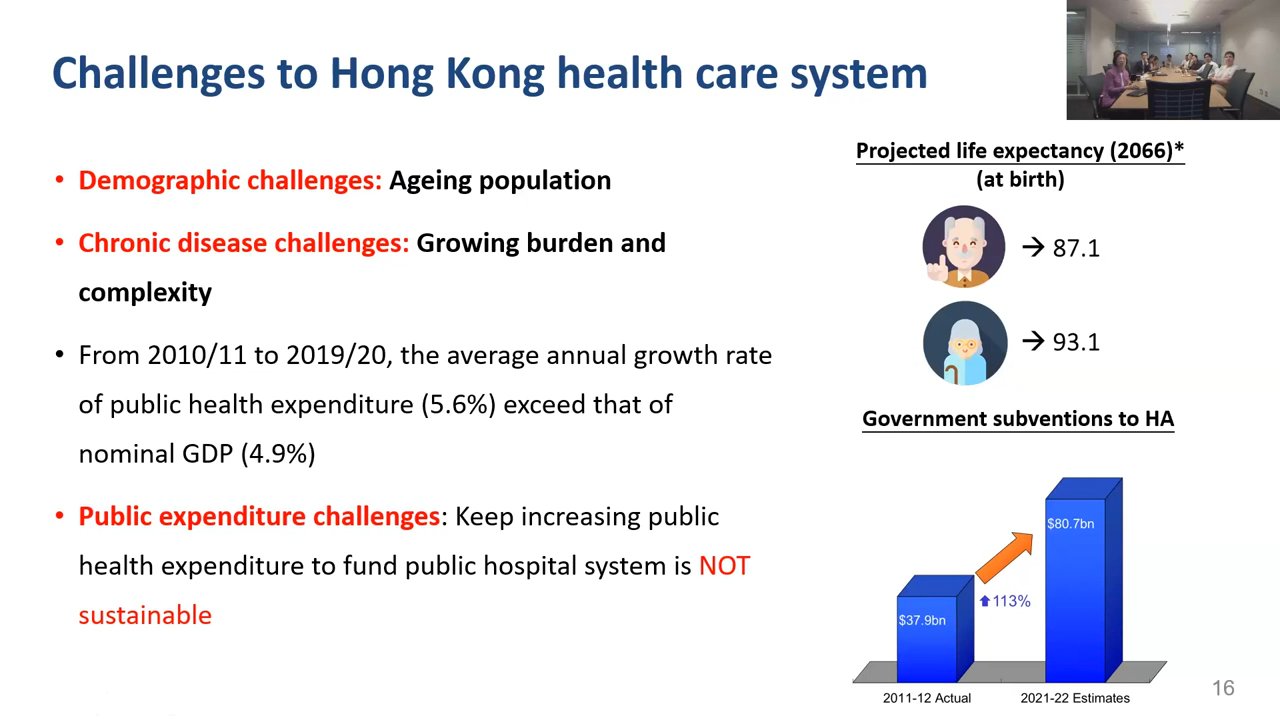 Challenges to Hong Kong health care system
• Demographic challenges: Ageing population
• Chronic disease challenges: Growing burden and
complexity
• From 2010/11 to 2019/20, the average annual growth rate
of public health expenditure (5.6%) exceed that of
nominal GDP (4.9%)
• Public expenditure challenges: Keep increasing public
health expenditure to fund public hospital system is NOT
sustainable
Projected life expectancy (2066)*
(at birth)
→ 87.1
→ 93.1
Government subventions to HA
$80.7bn
113%
$37.9bn
2011-12 Actual
2021-22 Estimates
16